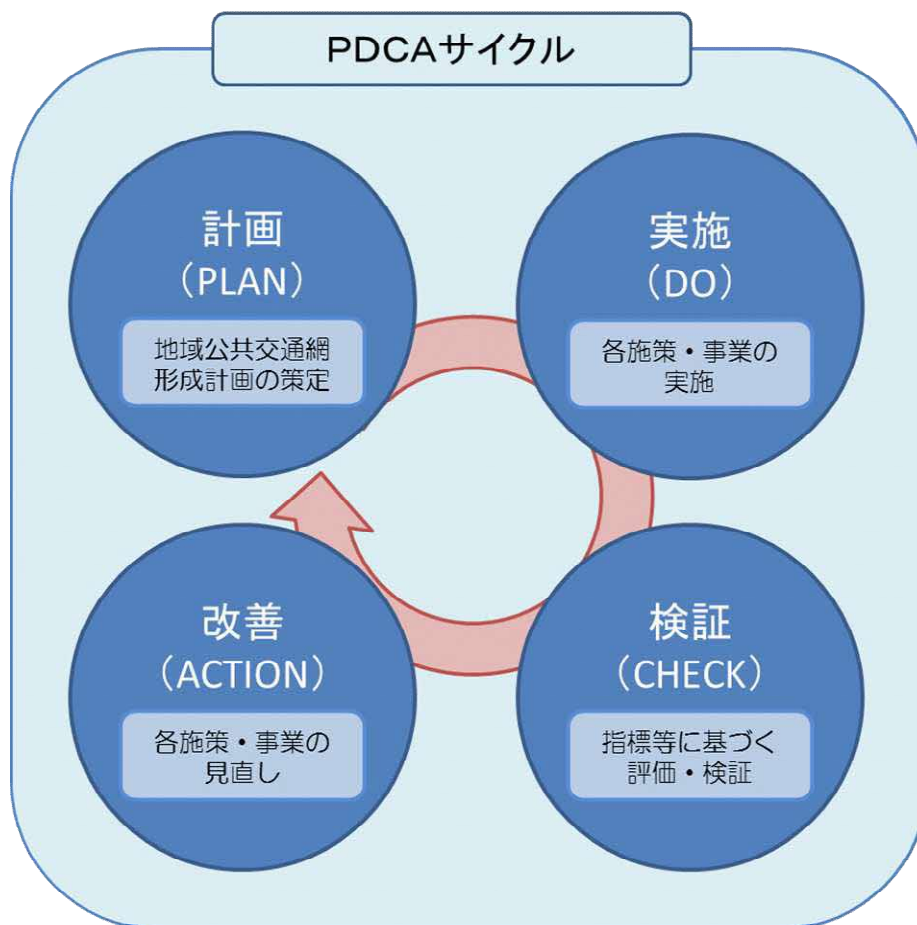 PDCAサイクル
計画
（PLAN）
地域公共交通網
形成計画の策定
実施
（DO）
各施策・事業の
実施
改善
（ACTION）
各施策・事業の
見直し
検証
（CHECK）
指標等に基づく
評価・検証